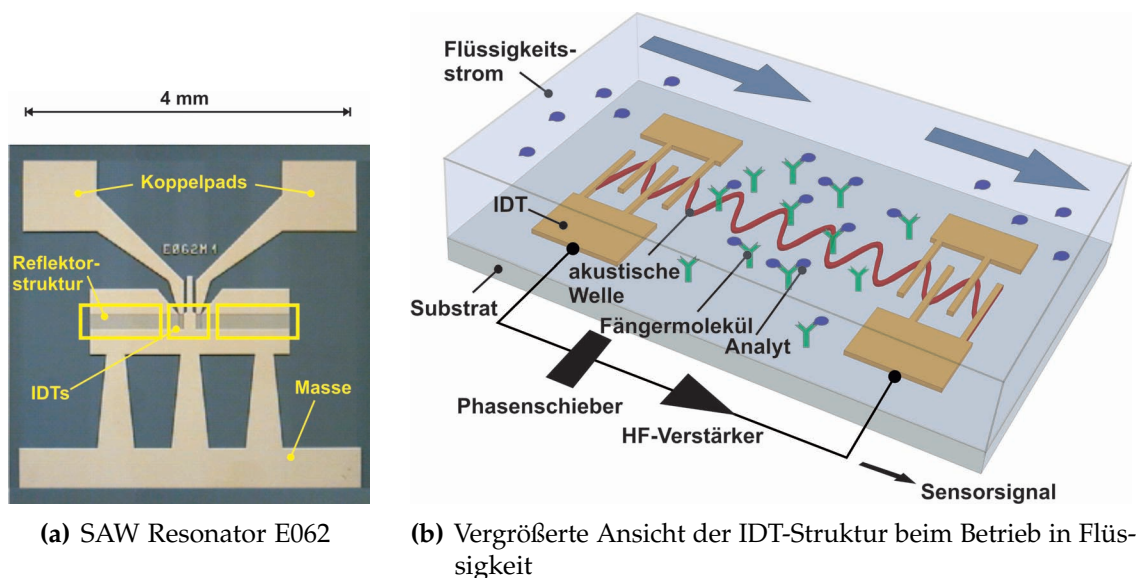 4 mm
Koppelpads
E062M1
Reflektor-
struktur
IDTs
Masse
(a) SAW Resonator E062
Flüssigkeits-
strom
IDT
akustische
Welle
Substrat
Fängermolekül
Analyt
Phasenschieber
HF-Verstärker
Sensorsignal
(b) Vergrößerte Ansicht der IDT-Struktur beim Betrieb in Flüs-
sigkeit